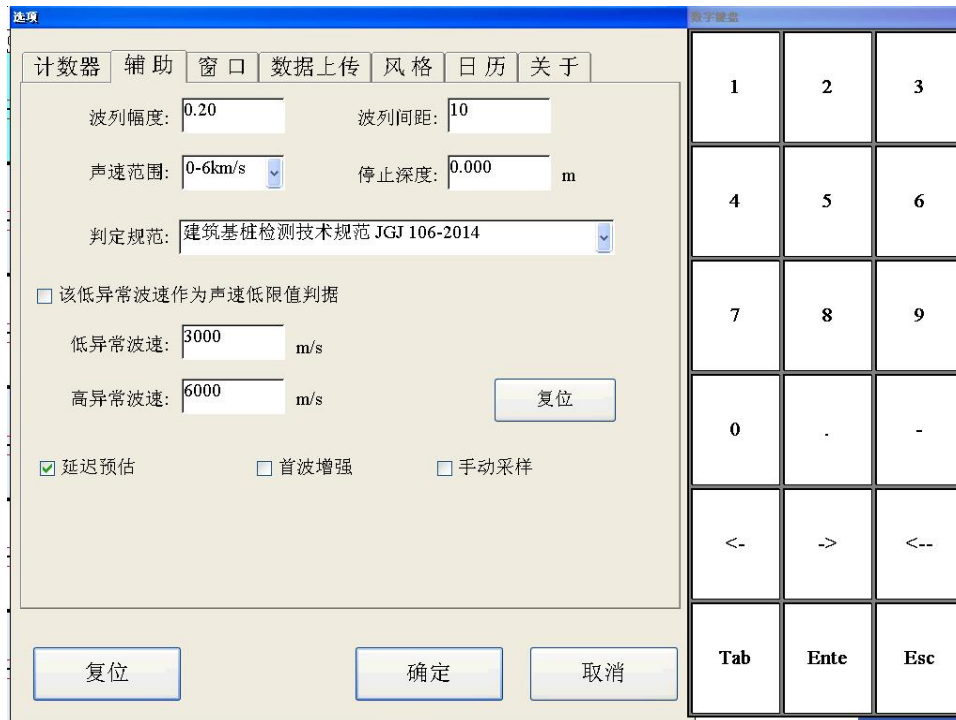 选项
数字键盘
计数器 辅助 窗口 数据上传 风格 日历 关于
波列幅度: 0.20 波列间距: 10
声速范围: 0-6km/s 停止深度: 0.000 m
判定规范: 建筑基桩检测技术规范 JGJ 106-2014
该低异常波速作为声速低限值判据
低异常波速: 3000 m/s
高异常波速: 6000 m/s 复位
延迟预估 首波增强 手动采样
复位 确定 取消
1 2 3
4 5 6
7 8 9
0 . -
<- -> <--
Tab Ente Esc